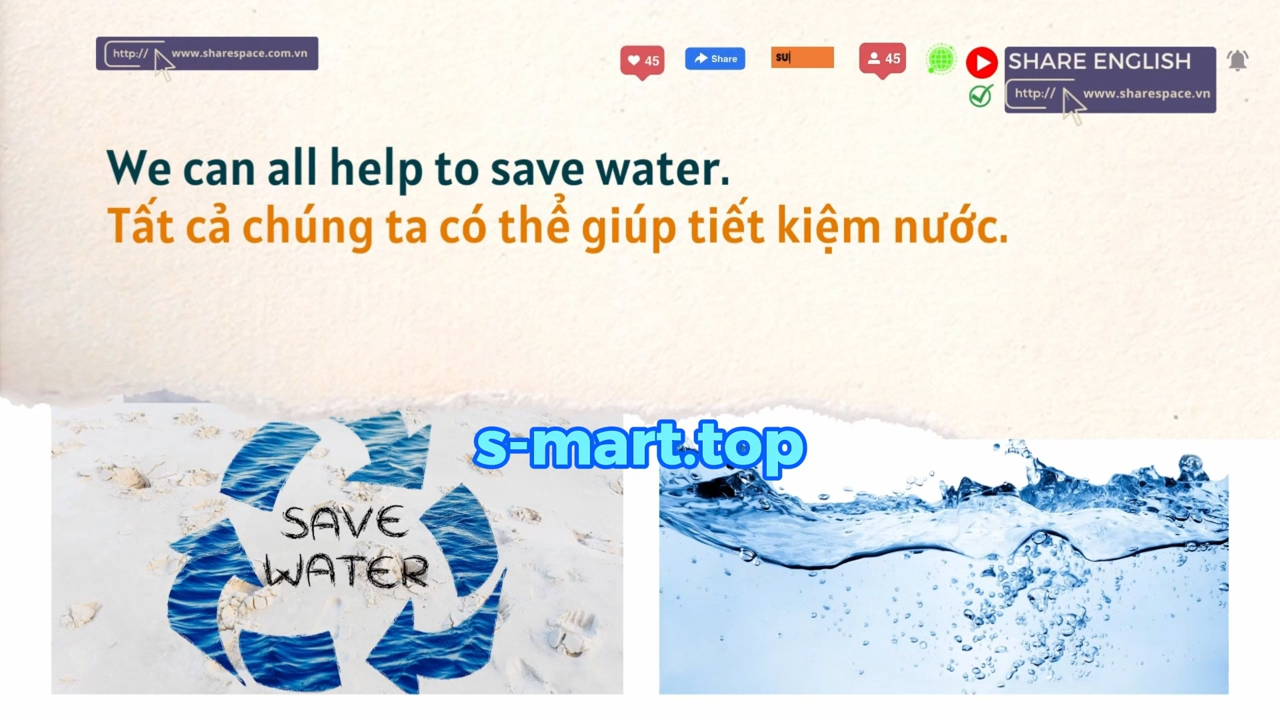 http:// www.sharespace.com.vn
45
Share
SU
45
SHARE ENGLISH
http:// www.sharespace.vn
We can all help to save water.
Tất cả chúng ta có thể giúp tiết kiệm nước.
s-mart.top
SAVE
WATER